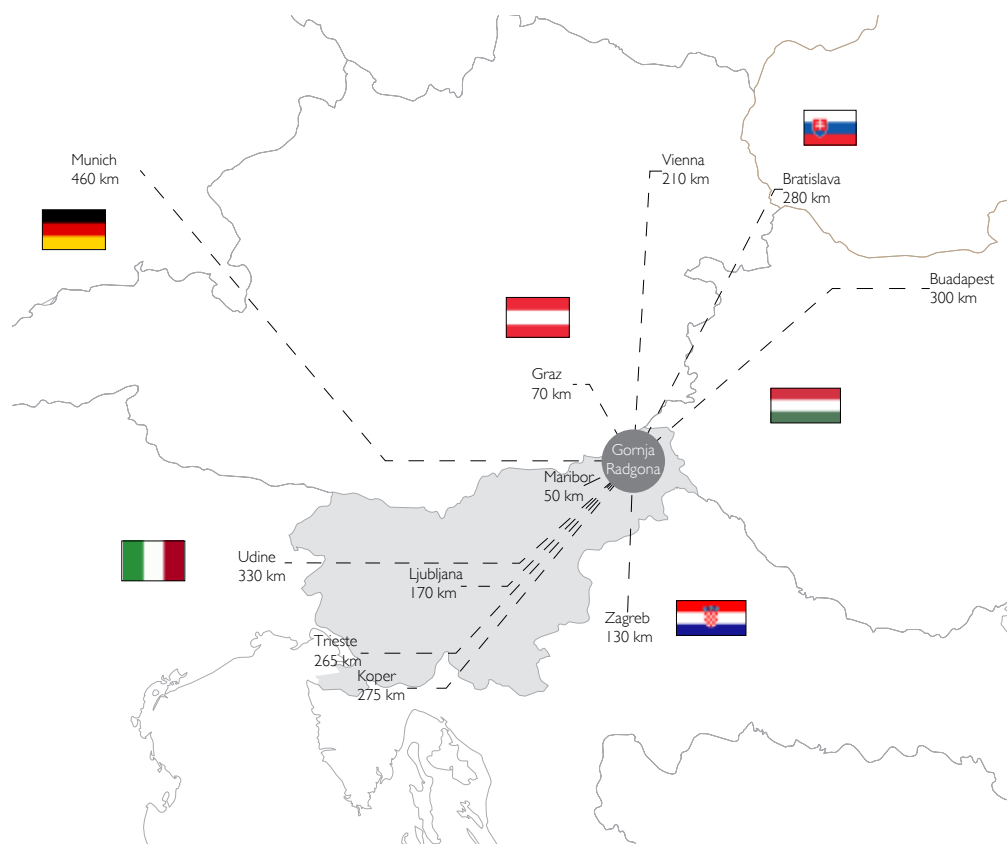 Munich
460 km
Vienna
210 km
Bratislava
280 km
Buadapest
300 km
Graz
70 km
Gornja
Radgona
Maribor
50 km
Udine
330 km
Ljubljana
170 km
Zagreb
130 km
Trieste
265 km
Koper
275 km